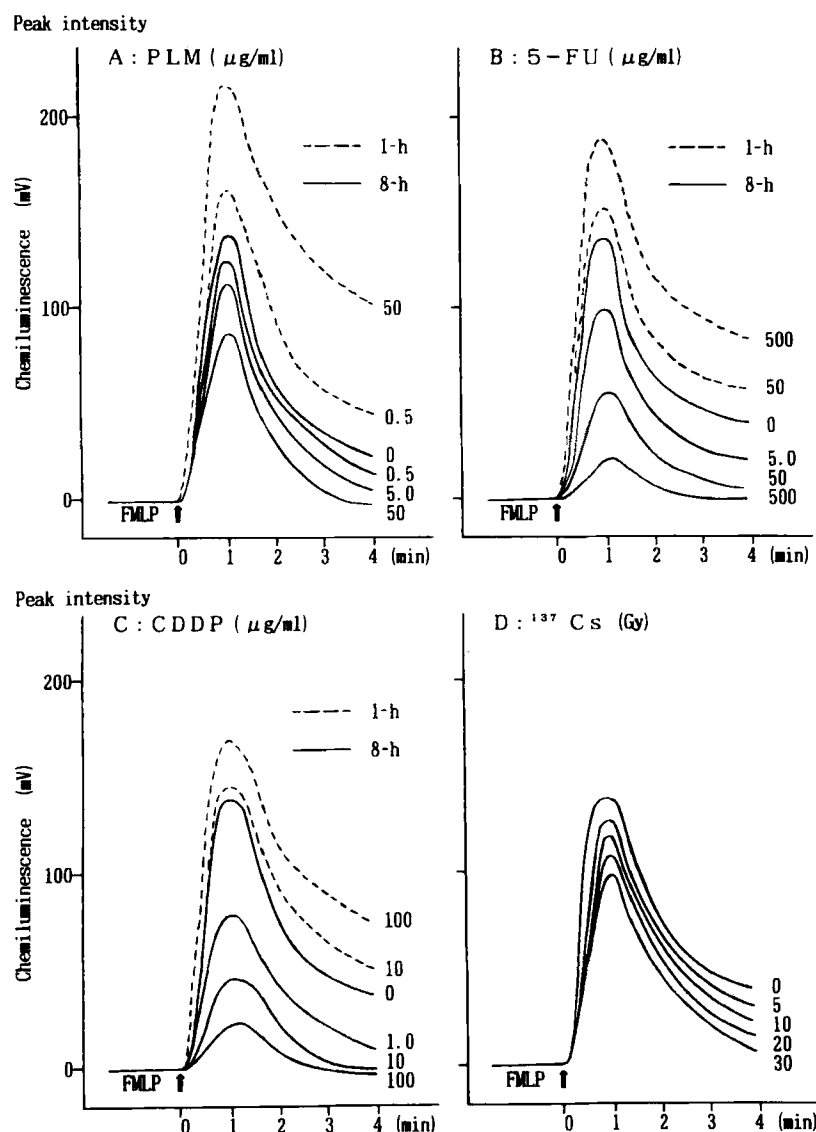 Peak intensity
A : PLM ( μg/ml)
B : 5-FU ( μg/ml)
200
1-h
8-h
1-h
8-h
Chemiluminescence (mV)
100
50
0.5
0
0.5
5.0
50
500
50
0
5.0
50
500
0
FMLP
FMLP
0 1 2 3 4 (min)
0 1 2 3 4 (min)
Peak intensity
C : CDDP ( μg/ml)
D : ¹³⁷ Cs (Gy)
200
1-h
8-h
Chemiluminescence (mV)
100
100
10
0
1.0
10
100
0
5
10
20
30
0
FMLP
FMLP
0 1 2 3 4 (min)
0 1 2 3 4 (min)